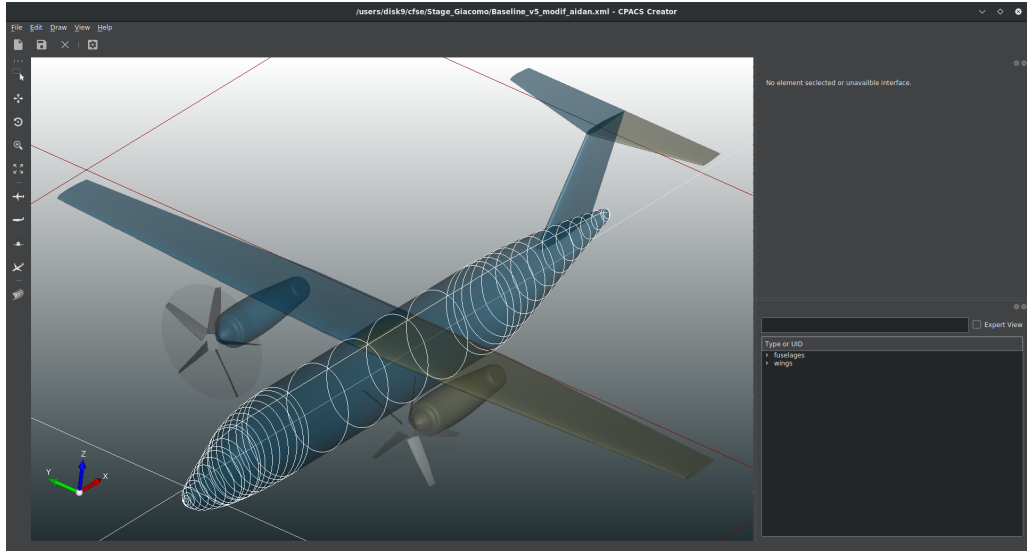 /users/disk9/cfse/Stage_Giacomo/Baseline_v5_modif_aidan.xml - CPACS Creator
File Edit Draw View Help
No element seclected or unavailble interface.
Expert View
Type or UID
fuselages
wings
Z
Y X